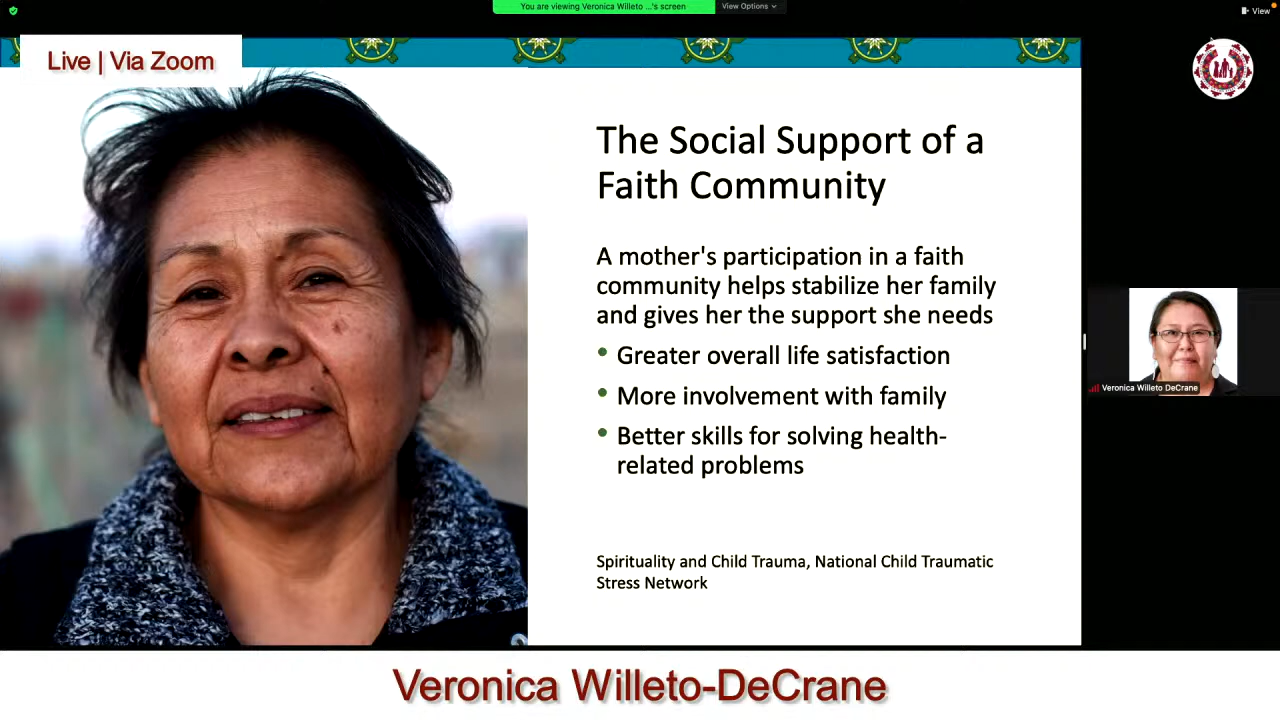 You are viewing Veronica Willeto ...'s screen
View Options
View
Live | Via Zoom
The Social Support of a
Faith Community
A mother's participation in a faith
community helps stabilize her family
and gives her the support she needs
• Greater overall life satisfaction
• More involvement with family
• Better skills for solving health-
related problems
Spirituality and Child Trauma, National Child Traumatic
Stress Network
Veronica Willeto DeCrane
Veronica Willeto-DeCrane